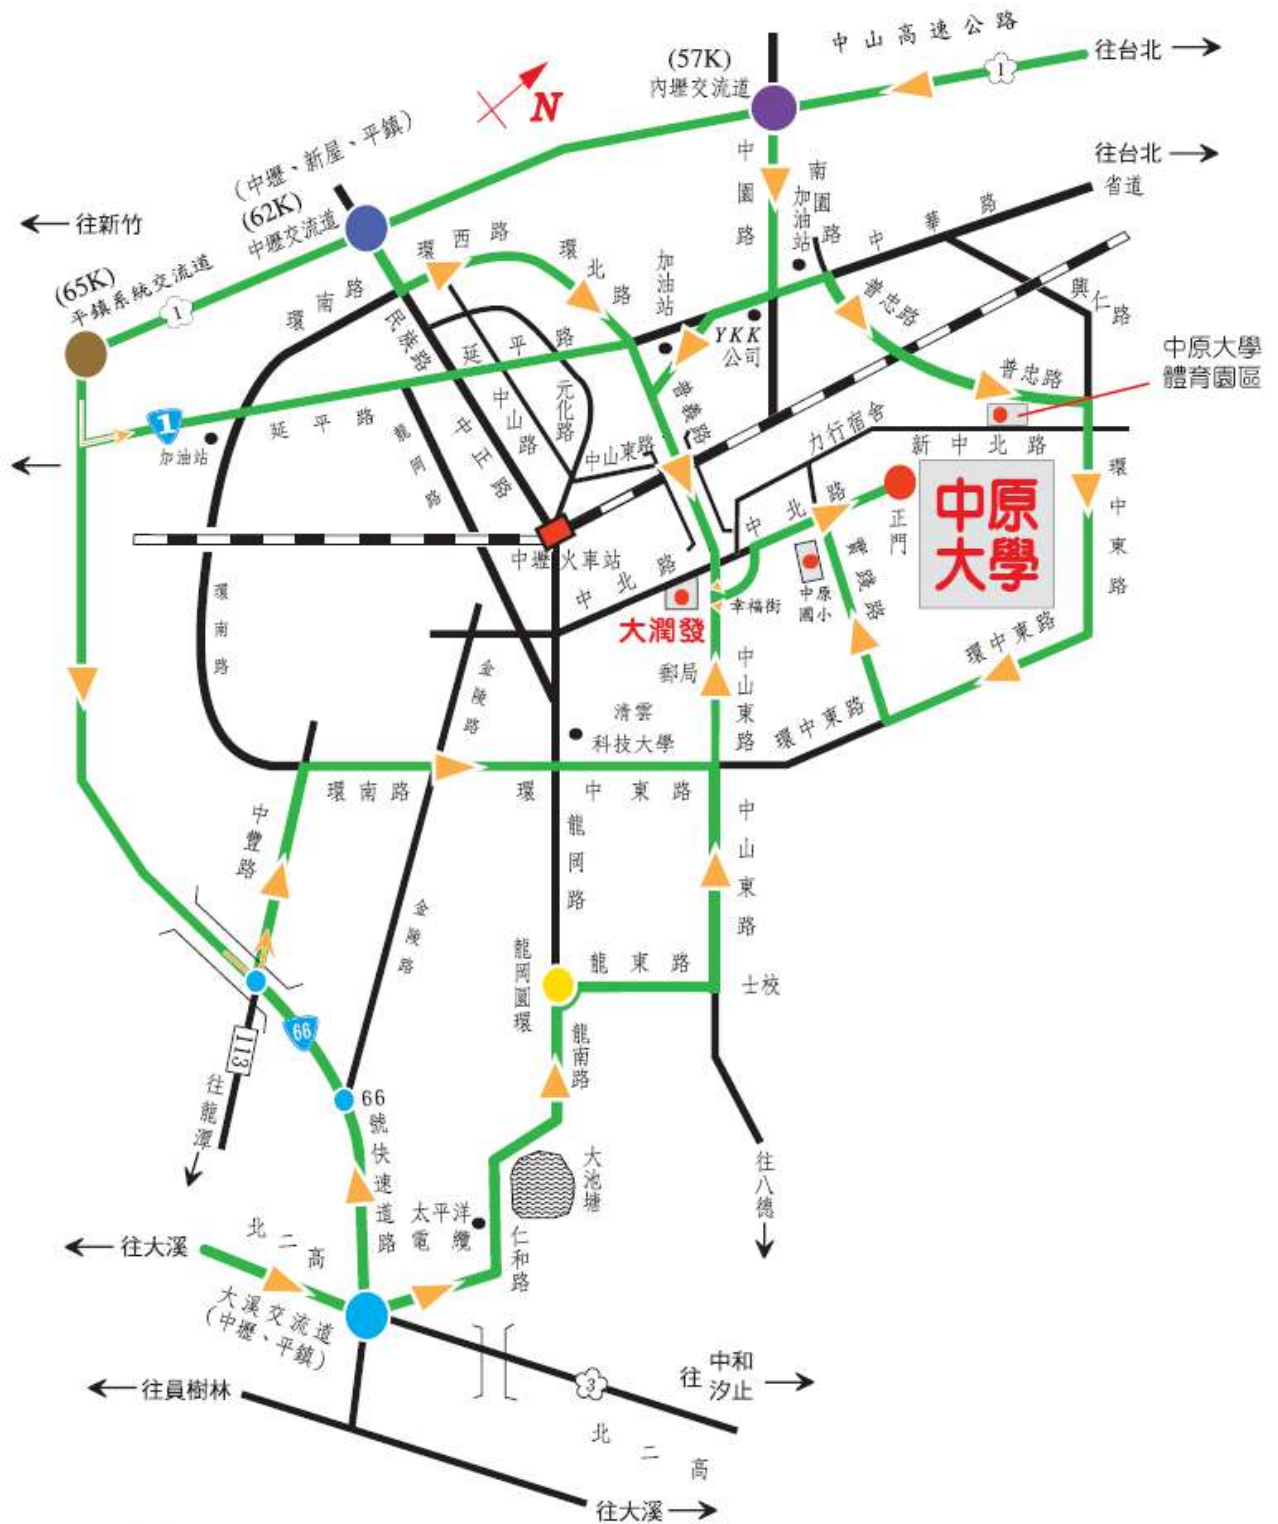 中山高速公路
往台北
1
(57K)
內壢交流道
N
往台北
省道
(中壢、新屋、平鎮)
(62K)
中壢交流道
往新竹
(65K)
平鎮系統交流道
1
中園路
南園路
加油站
中華路
環西路
環北路
加油站
環南路
民族路
延平路
YKK
公司
普忠路
興仁路
中原大學
體育園區
普忠路
普義路
元化路
中山路
中正路
延平路
龍岡路
1
加油站
中山東路
力行宿舍
新中北路
中北路
正門
中原
大學
環中東路
中壢火車站
中北路
大潤發
幸福街
中原
國小
實踐路
環中東路
環南路
金陵路
郵局
中山東路
清雲
科技大學
環中東路
環南路
環中東路
中豐路
龍岡路
中山東路
金陵路
龍岡圓環
龍東路
士校
66
113
往龍潭
龍南路
66號快速道路
大池塘
往八德
太平洋
電纜
仁和路
北二高
往大溪
大溪交流道
(中壢、平鎮)
往員樹林
3
往
中和
汐止
北二高
往大溪